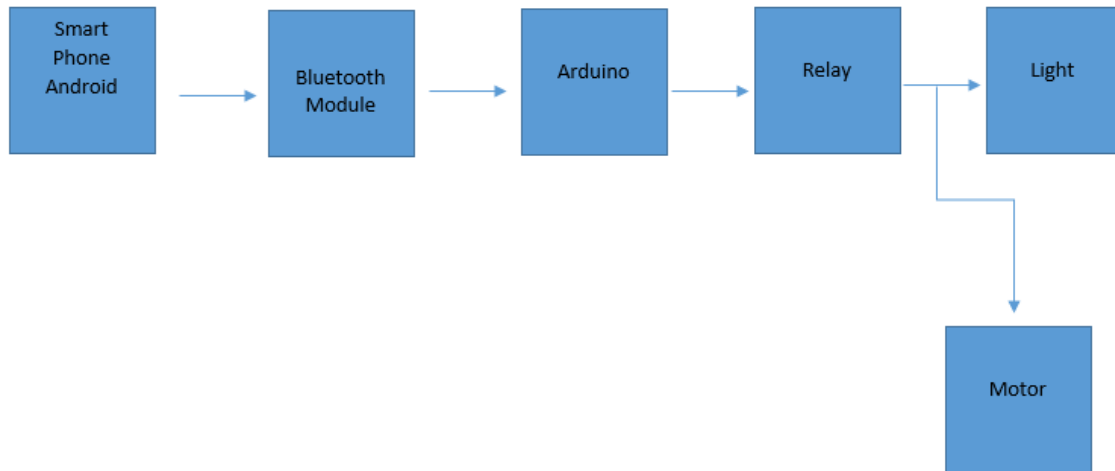 Smart
Phone
Android
Bluetooth
Module
Arduino
Relay
Light
Motor